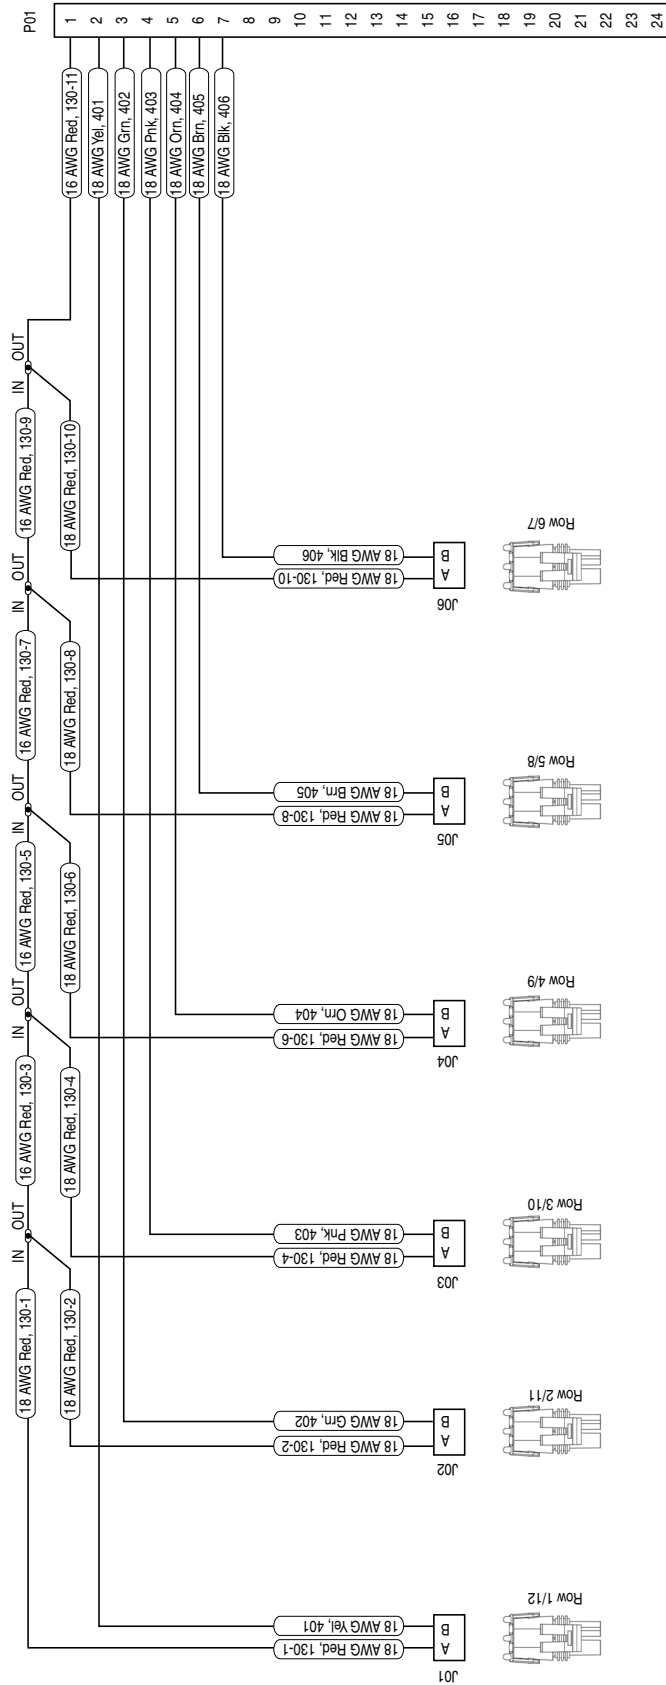 P01
1
2
3
4
5
6
7
8
9
10
11
12
13
14
15
16
17
18
19
20
21
22
23
24
16 AWG Red, 130-11
18 AWG Yel, 401
18 AWG Grn, 402
18 AWG Pnk, 403
18 AWG Orn, 404
18 AWG Brn, 405
18 AWG Blk, 406
IN OUT
16 AWG Red, 130-9
18 AWG Red, 130-10
IN OUT
16 AWG Red, 130-7
18 AWG Red, 130-8
IN OUT
16 AWG Red, 130-5
18 AWG Red, 130-6
IN OUT
16 AWG Red, 130-3
18 AWG Red, 130-4
IN OUT
18 AWG Red, 130-1
18 AWG Red, 130-2
18 AWG Blk, 406
18 AWG Red, 130-10
B
A
J06
Row 6/7
18 AWG Brn, 405
18 AWG Red, 130-8
B
A
J05
Row 5/8
18 AWG Orn, 404
18 AWG Red, 130-6
B
A
J04
Row 4/9
18 AWG Pnk, 403
18 AWG Red, 130-4
B
A
J03
Row 3/10
18 AWG Grn, 402
18 AWG Red, 130-2
B
A
J02
Row 2/11
18 AWG Yel, 401
18 AWG Red, 130-1
B
A
J01
Row 1/12